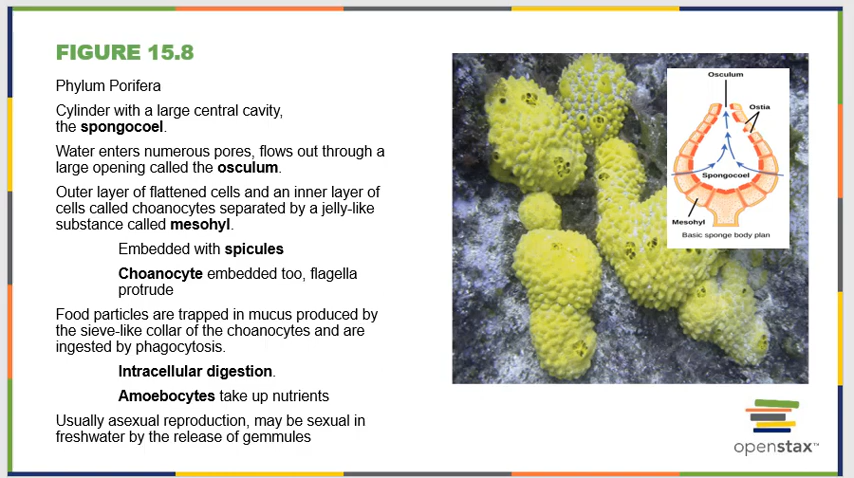 FIGURE 15.8
Phylum Porifera
Cylinder with a large central cavity,
the spongocoel.
Water enters numerous pores, flows out through a
large opening called the osculum.
Outer layer of flattened cells and an inner layer of
cells called choanocytes separated by a jelly-like
substance called mesohyl.
Embedded with spicules
Choanocyte embedded too, flagella
protrude
Food particles are trapped in mucus produced by
the sieve-like collar of the choanocytes and are
ingested by phagocytosis.
Intracellular digestion.
Amoebocytes take up nutrients
Usually asexual reproduction, may be sexual in
freshwater by the release of gemmules
Osculum
Ostia
Spongocoel
Mesohyl
Basic sponge body plan
openstax™